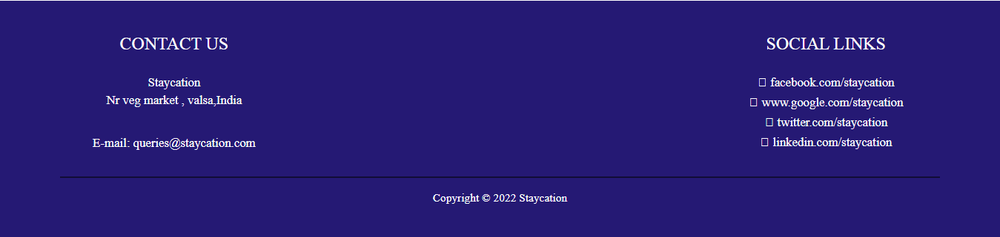 CONTACT US
Staycation
Nr veg market , valsa,India
E-mail: queries@staycation.com
SOCIAL LINKS
facebook.com/staycation
www.google.com/staycation
twitter.com/staycation
linkedin.com/staycation
Copyright © 2022 Staycation